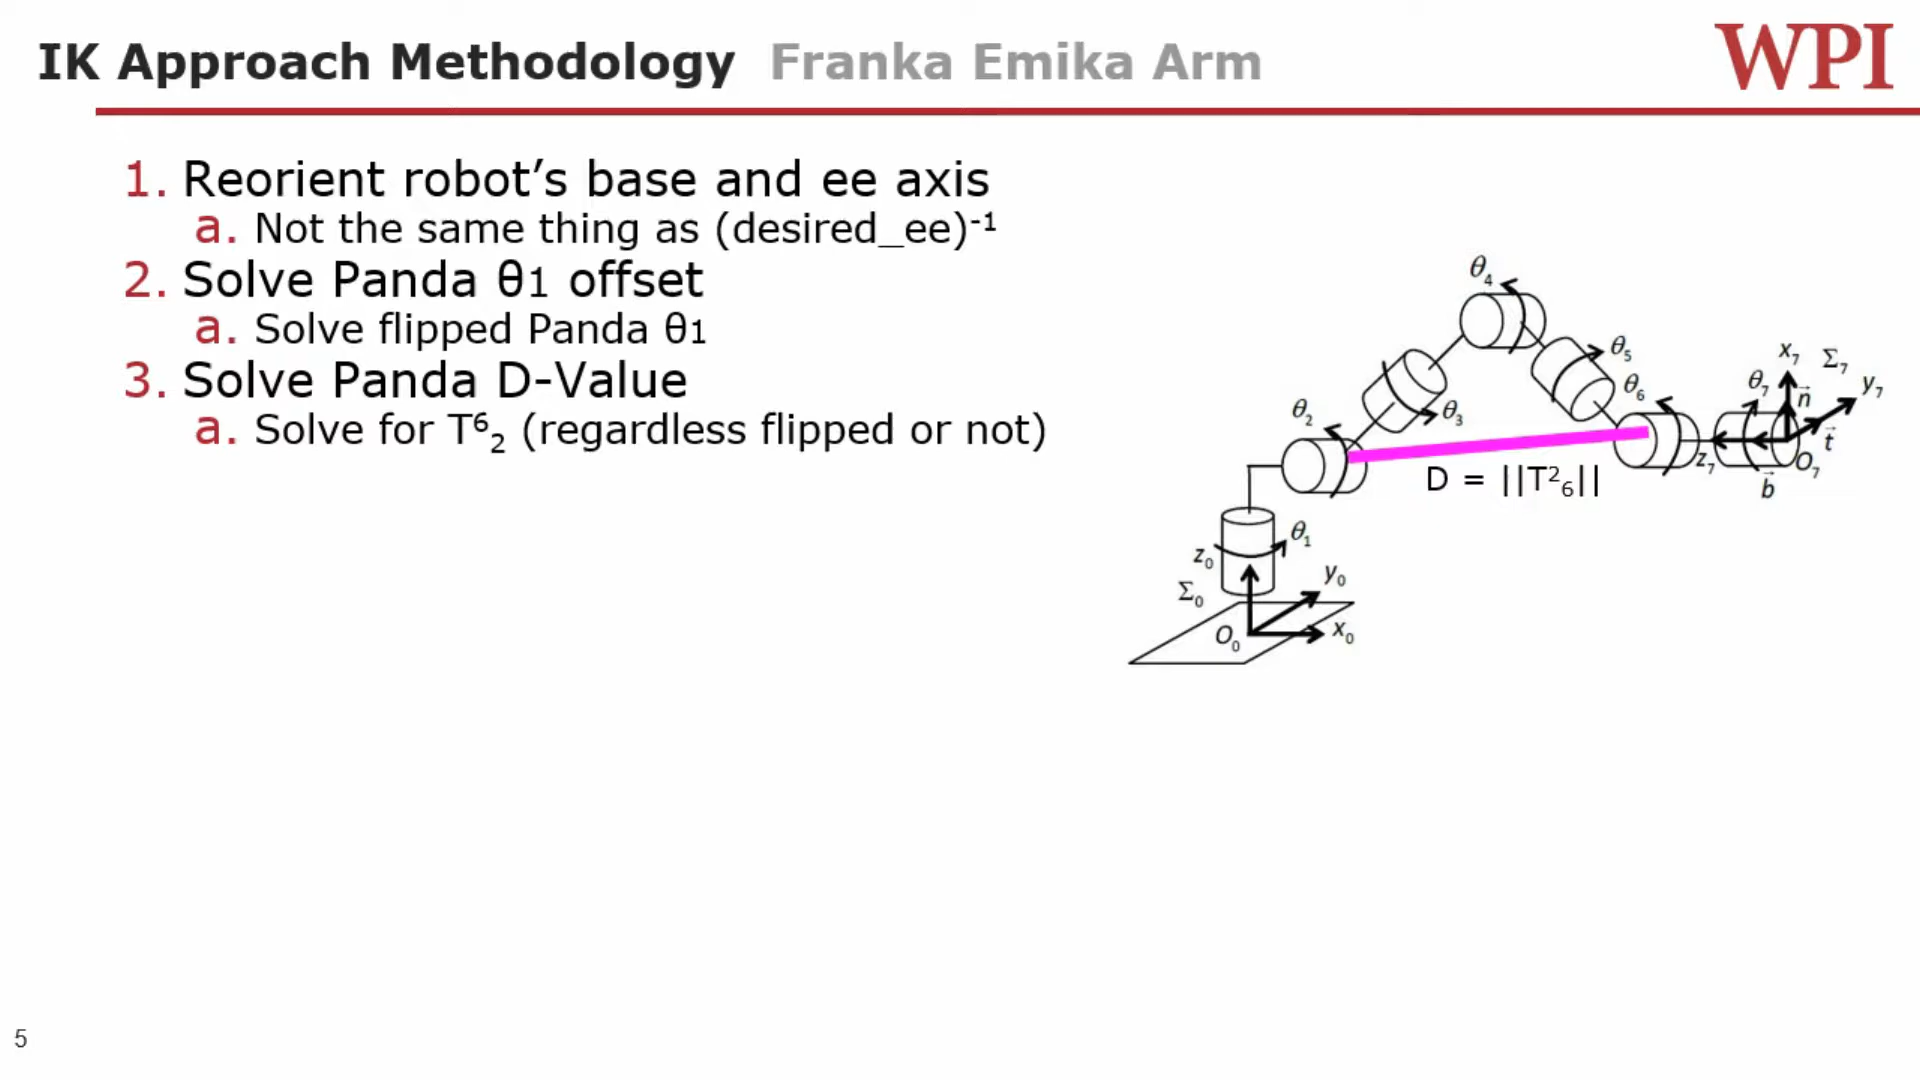 IK Approach Methodology Franka Emika Arm
WPI
1. Reorient robot’s base and ee axis
a. Not the same thing as (desired_ee)⁻¹
2. Solve Panda θ1 offset
a. Solve flipped Panda θ1
3. Solve Panda D-Value
a. Solve for T⁶₂ (regardless flipped or not)
θ₄
θ₅
x₇ Σ₇
θ₆
θ₇
n⃗
y₇
θ₂
θ₃
t⃗
z₇
O₇
D = ||T²₆||
b⃗
θ₁
z₀
y₀
Σ₀
O₀
x₀
5